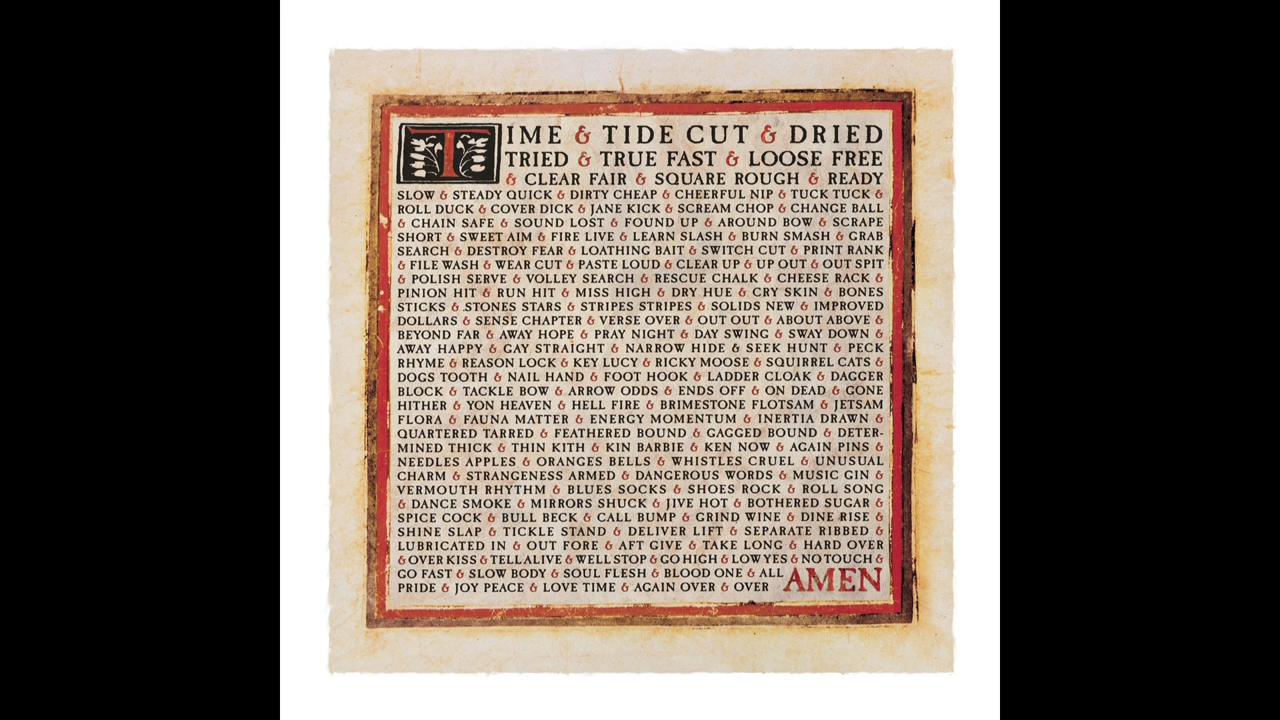 TIME & TIDE CUT & DRIED
TRIED & TRUE FAST & LOOSE FREE
& CLEAR FAIR & SQUARE ROUGH & READY
SLOW & STEADY QUICK & DIRTY CHEAP & CHEERFUL NIP & TUCK TUCK &
ROLL DUCK & COVER DICK & JANE KICK & SCREAM CHOP & CHANGE BALL
& CHAIN SAFE & SOUND LOST & FOUND UP & AROUND BOW & SCRAPE
SHORT & SWEET AIM & FIRE LIVE & LEARN SLASH & BURN SMASH & GRAB
SEARCH & DESTROY FEAR & LOATHING BAIT & SWITCH CUT & PRINT RANK
& FILE WASH & WEAR CUT & PASTE LOUD & CLEAR UP & UP OUT & OUT SPIT
& POLISH SERVE & VOLLEY SEARCH & RESCUE CHALK & CHEESE RACK &
PINION HIT & RUN HIT & MISS HIGH & DRY HUE & CRY SKIN & BONES
STICKS & STONES STARS & STRIPES STRIPES & SOLIDS NEW & IMPROVED
DOLLARS & SENSE CHAPTER & VERSE OVER & OUT OUT & ABOUT ABOVE &
BEYOND FAR & AWAY HOPE & PRAY NIGHT & DAY SWING & SWAY DOWN &
AWAY HAPPY & GAY STRAIGHT & NARROW HIDE & SEEK HUNT & PECK
RHYME & REASON LOCK & KEY LUCY & RICKY MOOSE & SQUIRREL CATS &
DOGS TOOTH & NAIL HAND & FOOT HOOK & LADDER CLOAK & DAGGER
BLOCK & TACKLE BOW & ARROW ODDS & ENDS OFF & ON DEAD & GONE
HITHER & YON HEAVEN & HELL FIRE & BRIMESTONE FLOTSAM & JETSAM
FLORA & FAUNA MATTER & ENERGY MOMENTUM & INERTIA DRAWN &
QUARTERED TARRED & FEATHERED BOUND & GAGGED BOUND & DETER-
MINED THICK & THIN KITH & KIN BARBIE & KEN NOW & AGAIN PINS &
NEEDLES APPLES & ORANGES BELLS & WHISTLES CRUEL & UNUSUAL
CHARM & STRANGENESS ARMED & DANGEROUS WORDS & MUSIC GIN &
VERMOUTH RHYTHM & BLUES SOCKS & SHOES ROCK & ROLL SONG
& DANCE SMOKE & MIRRORS SHUCK & JIVE HOT & BOTHERED SUGAR &
SPICE COCK & BULL BECK & CALL BUMP & GRIND WINE & DINE RISE &
SHINE SLAP & TICKLE STAND & DELIVER LIFT & SEPARATE RIBBED &
LUBRICATED IN & OUT FORE & AFT GIVE & TAKE LONG & HARD OVER
& OVER KISS & TELL ALIVE & WELL STOP & GO HIGH & LOW YES & NO TOUCH &
GO FAST & SLOW BODY & SOUL FLESH & BLOOD ONE & ALL
PRIDE & JOY PEACE & LOVE TIME & AGAIN OVER & OVER AMEN